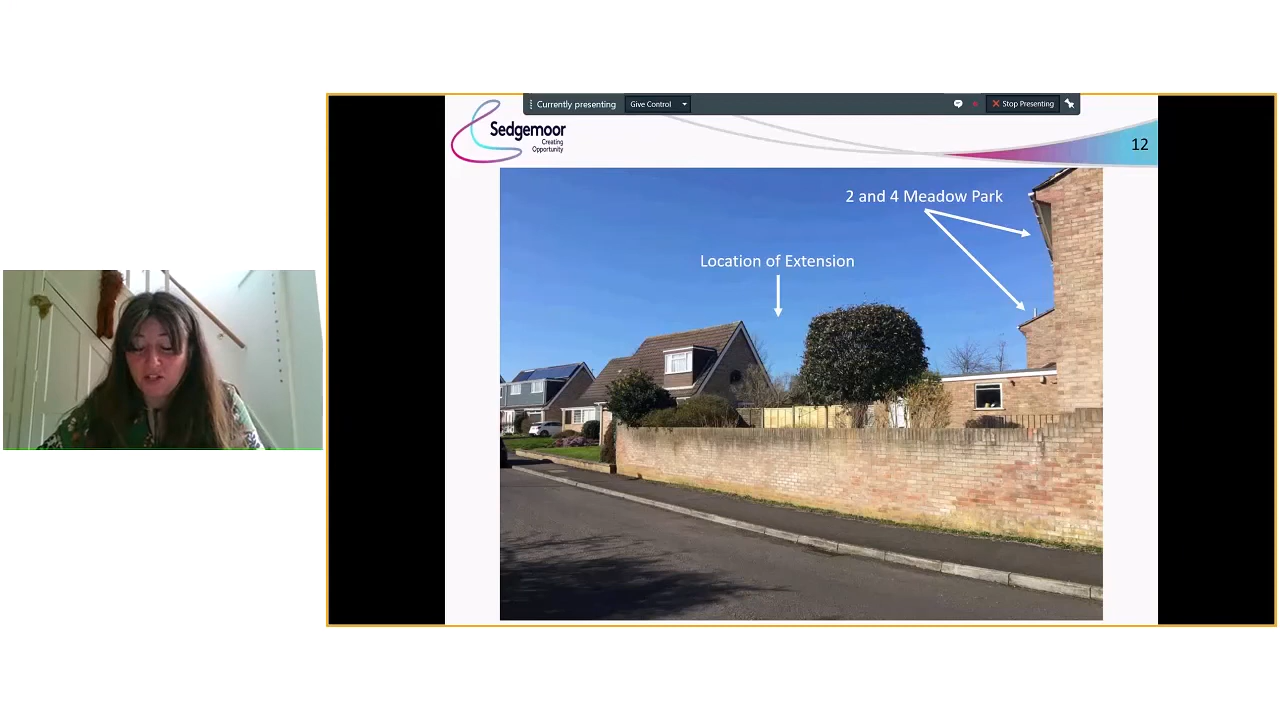 Currently presenting
Give Control
Stop Presenting
Sedgemoor
Creating
Opportunity
12
2 and 4 Meadow Park
Location of Extension